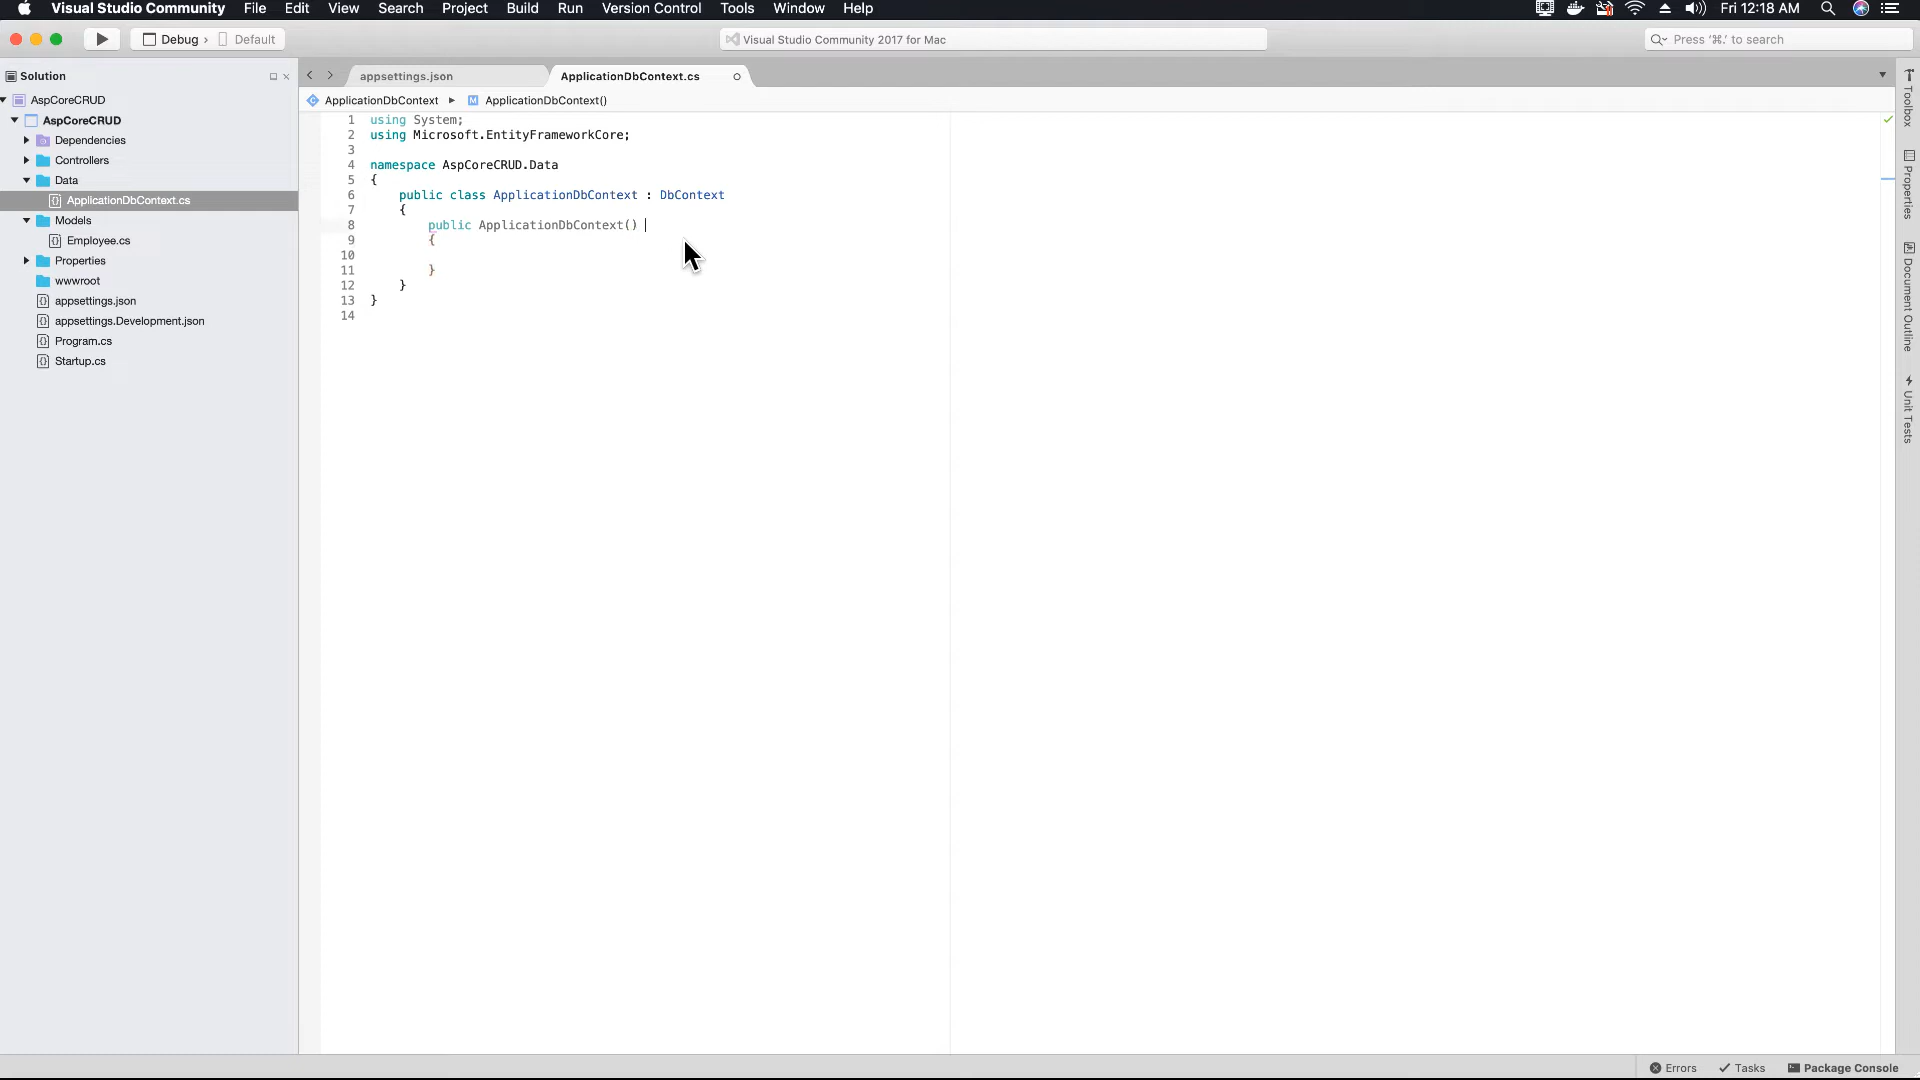 Visual Studio Community File Edit View Search Project Build Run Version Control Tools Window Help Fri 12:18 AM
Debug › Default Visual Studio Community 2017 for Mac Press '⌘.' to search
Solution
AspCoreCRUD
AspCoreCRUD
Dependencies
Controllers
Data
ApplicationDbContext.cs
Models
Employee.cs
Properties
wwwroot
appsettings.json
appsettings.Development.json
Program.cs
Startup.cs
appsettings.json ApplicationDbContext.cs
ApplicationDbContext ▸ M ApplicationDbContext()
1 using System;
2 using Microsoft.EntityFrameworkCore;
3
4 namespace AspCoreCRUD.Data
5 {
6 public class ApplicationDbContext : DbContext
7 {
8 public ApplicationDbContext()
9 {
10
11 }
12 }
13 }
14
Toolbox
Properties
Document Outline
Unit Tests
Errors Tasks Package Console